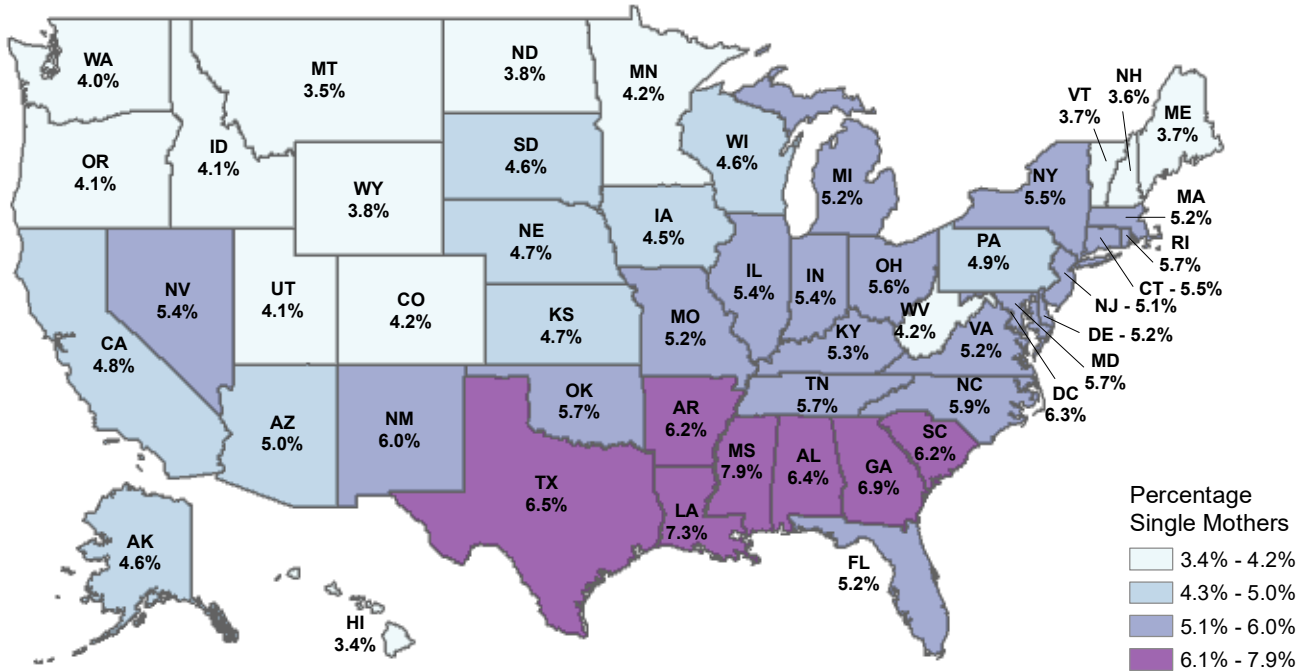 WA
4.0%
MT
3.5%
ND
3.8%
MN
4.2%
NH
3.6%
VT
3.7%
ME
3.7%
OR
4.1%
ID
4.1%
WY
3.8%
SD
4.6%
WI
4.6%
MI
5.2%
NY
5.5%
MA
5.2%
RI
5.7%
CT - 5.5%
NJ - 5.1%
DE - 5.2%
MD
5.7%
DC
6.3%
NV
5.4%
UT
4.1%
CO
4.2%
NE
4.7%
IA
4.5%
IL
5.4%
IN
5.4%
OH
5.6%
PA
4.9%
WV
4.2%
VA
5.2%
CA
4.8%
KS
4.7%
MO
5.2%
KY
5.3%
TN
5.7%
NC
5.9%
AZ
5.0%
NM
6.0%
OK
5.7%
AR
6.2%
SC
6.2%
MS
7.9%
AL
6.4%
GA
6.9%
TX
6.5%
LA
7.3%
FL
5.2%
AK
4.6%
HI
3.4%
Percentage
Single Mothers
3.4% - 4.2%
4.3% - 5.0%
5.1% - 6.0%
6.1% - 7.9%